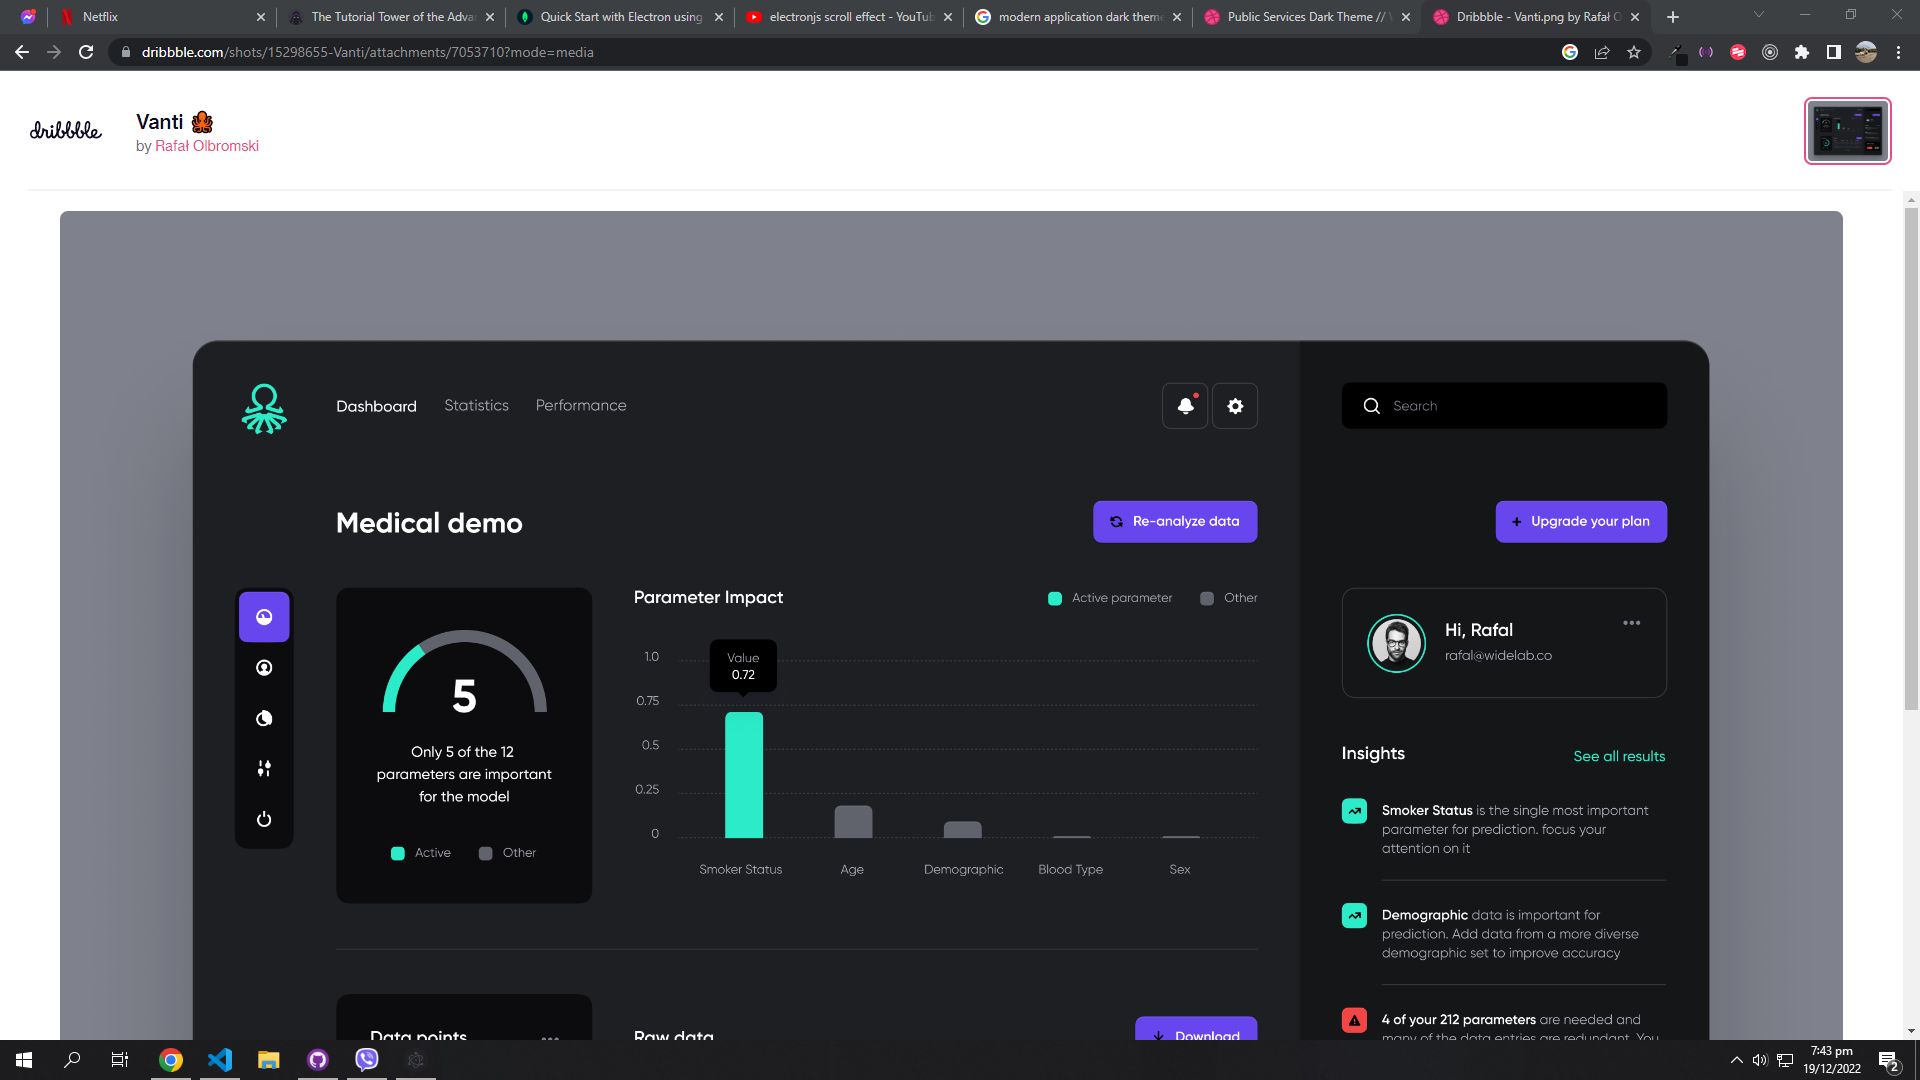 Netflix
The Tutorial Tower of the Adva
Quick Start with Electron using
electronjs scroll effect - YouTub
modern application dark theme
Public Services Dark Theme //
Dribbble - Vanti.png by Rafał O
dribbble.com/shots/15298655-Vanti/attachments/7053710?mode=media
dribbble
Vanti
by Rafał Olbromski
Dashboard
Statistics
Performance
Search
Medical demo
Re-analyze data
Upgrade your plan
5
Only 5 of the 12
parameters are important
for the model
Active
Other
Parameter Impact
Active parameter
Other
Value
0.72
1.0
0.75
0.5
0.25
0
Smoker Status
Age
Demographic
Blood Type
Sex
Hi, Rafal
rafal@widelab.co
Insights
See all results
Smoker Status is the single most important
parameter for prediction. focus your
attention on it
Demographic data is important for
prediction. Add data from a more diverse
demographic set to improve accuracy
4 of your 212 parameters are needed and
many of the data entries are redundant. You
Data points
Raw data
Download
7:43 pm
19/12/2022
2